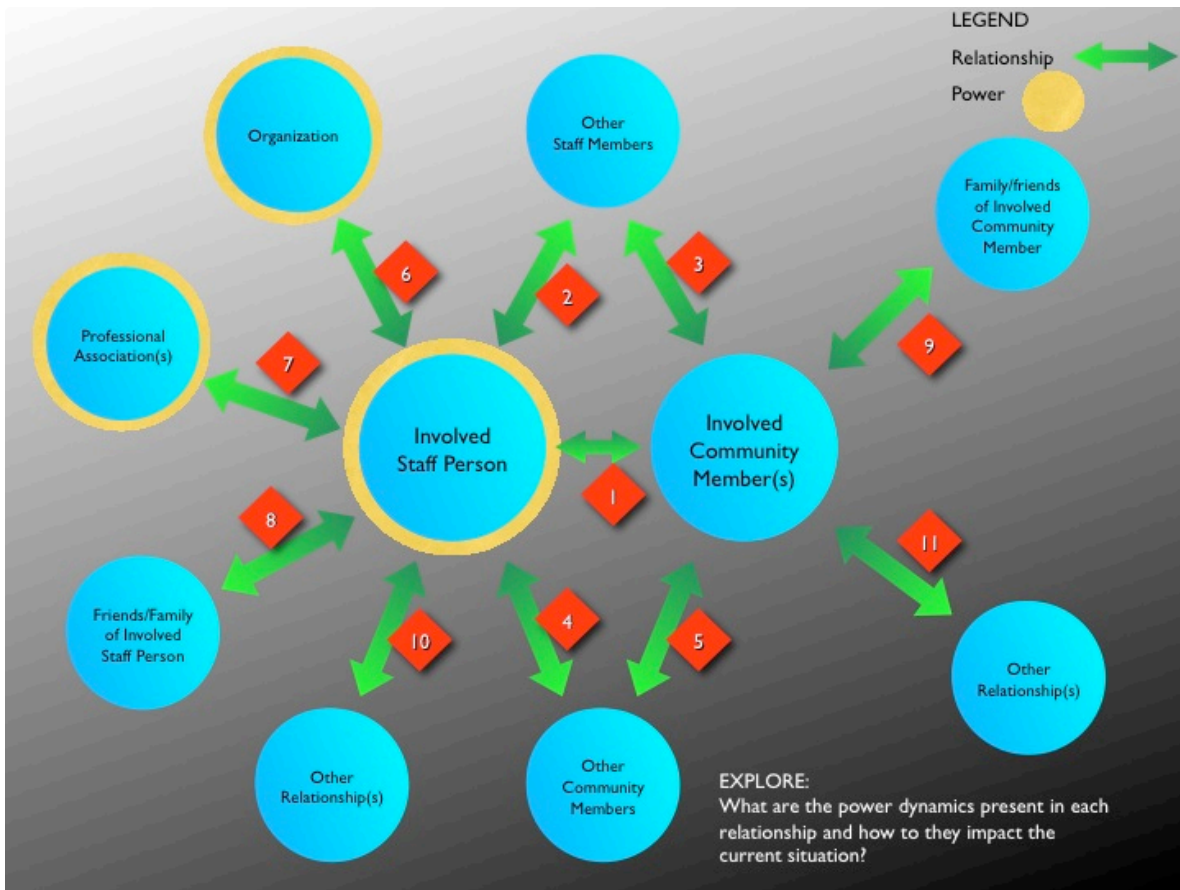 LEGEND
Relationship
Power
Organization
Other
Staff Members
Family/friends
of Involved
Community
Member
6
2
3
Professional
Association(s)
7
9
Involved
Staff Person
Involved
Community
Member(s)
1
8
11
Friends/Family
of Involved
Staff Person
10
4
5
Other
Relationship(s)
Other
Relationship(s)
Other
Community
Members
EXPLORE:
What are the power dynamics present in each
relationship and how to they impact the
current situation?